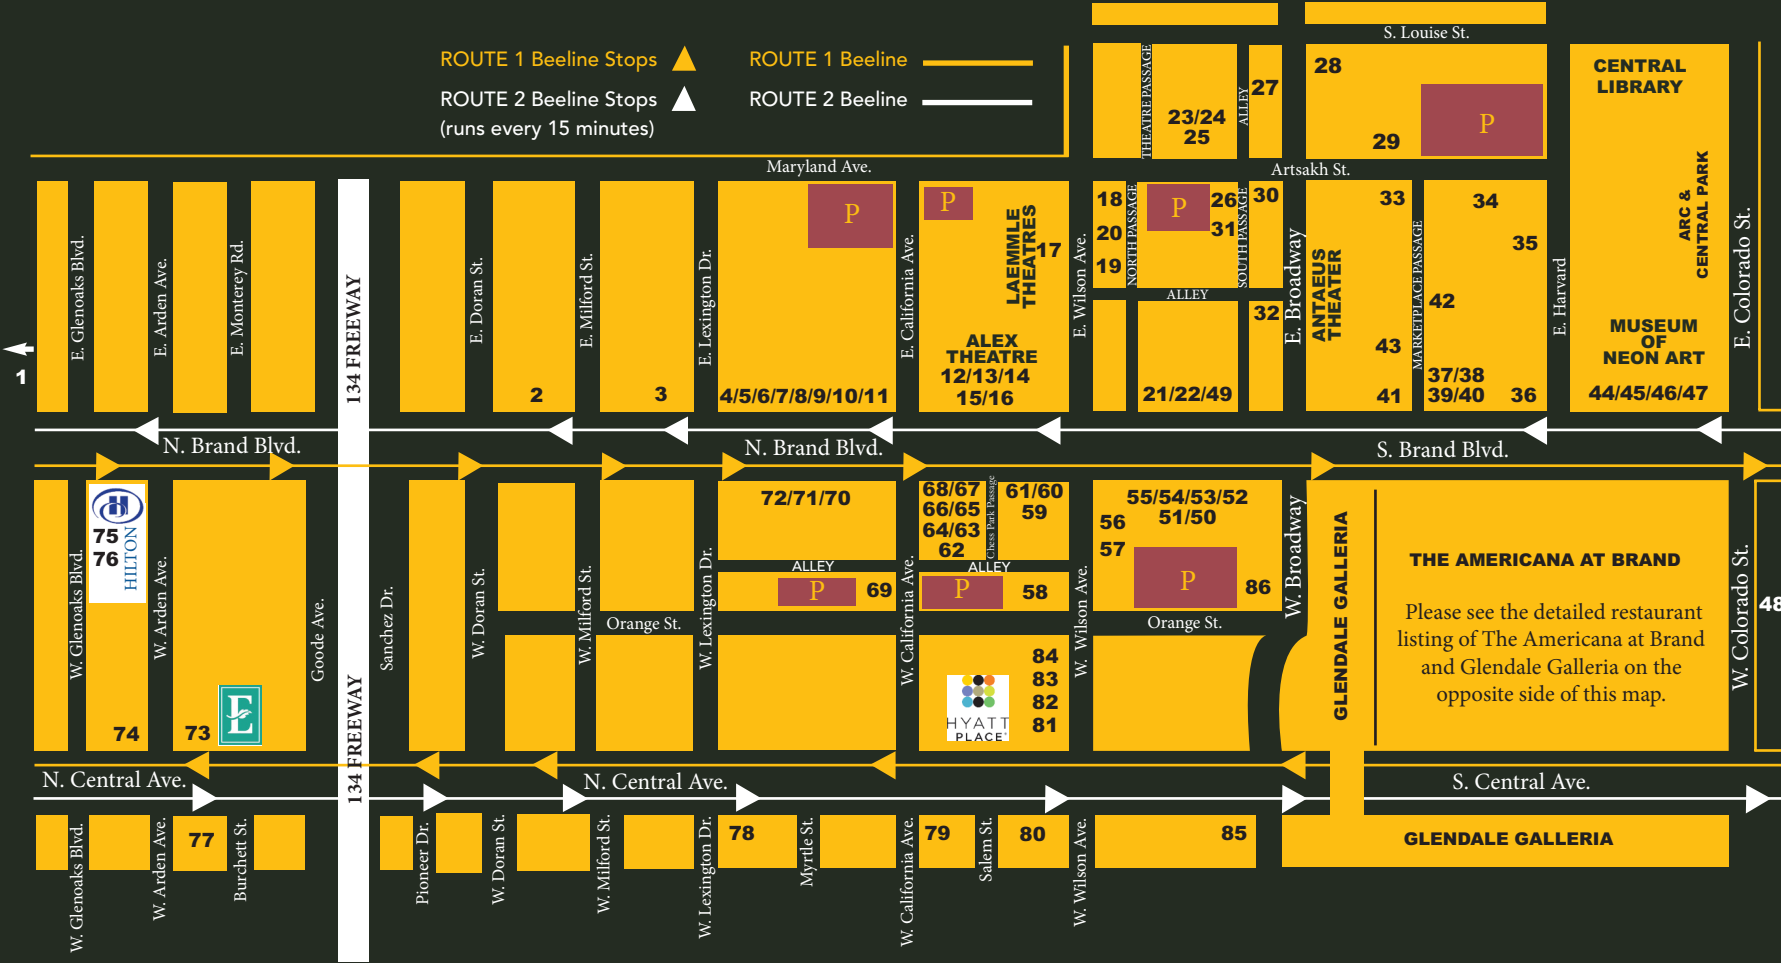 ROUTE 1 Beeline Stops
ROUTE 1 Beeline
ROUTE 2 Beeline Stops
(runs every 15 minutes)
ROUTE 2 Beeline
S. Louise St.
THEATRE PASSAGE
23/24
25
ALLEY
27
28
29
P
CENTRAL
LIBRARY
ARC &
CENTRAL PARK
MUSEUM
OF
NEON ART
44/45/46/47
Maryland Ave.
Artsakh St.
1
E. Glenoaks Blvd.
E. Arden Ave.
E. Monterey Rd.
134 FREEWAY
E. Doran St.
2
E. Milford St.
3
E. Lexington Dr.
P
4/5/6/7/8/9/10/11
E. California Ave.
P
LAEMMLE
THEATRES
17
ALEX
THEATRE
12/13/14
15/16
E. Wilson Ave.
18
20
19
NORTH PASSAGE
P
26
31
SOUTH PASSAGE
30
ALLEY
21/22/49
32
E. Broadway
ANTAEUS
THEATER
33
43
41
MARKETPLACE PASSAGE
34
35
42
37/38
39/40
36
E. Harvard
E. Colorado St.
N. Brand Blvd.
N. Brand Blvd.
S. Brand Blvd.
W. Glenoaks Blvd.
75
76
HILTON
74
W. Arden Ave.
73
E
Goode Ave.
134 FREEWAY
Sanchez Dr.
W. Doran St.
W. Milford St.
Orange St.
W. Lexington Dr.
72/71/70
ALLEY
P
69
W. California Ave.
68/67
66/65
64/63
62
Chess Park Passage
61/60
59
ALLEY
P
58
HYATT
PLACE
84
83
82
81
W. Wilson Ave.
55/54/53/52
51/50
56
57
P
86
Orange St.
W. Broadway
GLENDALE GALLERIA
THE AMERICANA AT BRAND
Please see the detailed restaurant
listing of The Americana at Brand
and Glendale Galleria on the
opposite side of this map.
W. Colorado St.
48
N. Central Ave.
N. Central Ave.
S. Central Ave.
W. Glenoaks Blvd.
W. Arden Ave.
77
Burchett St.
Pioneer Dr.
W. Doran St.
W. Milford St.
W. Lexington Dr.
78
Myrtle St.
W. California Ave.
79
Salem St.
80
W. Wilson Ave.
85
GLENDALE GALLERIA